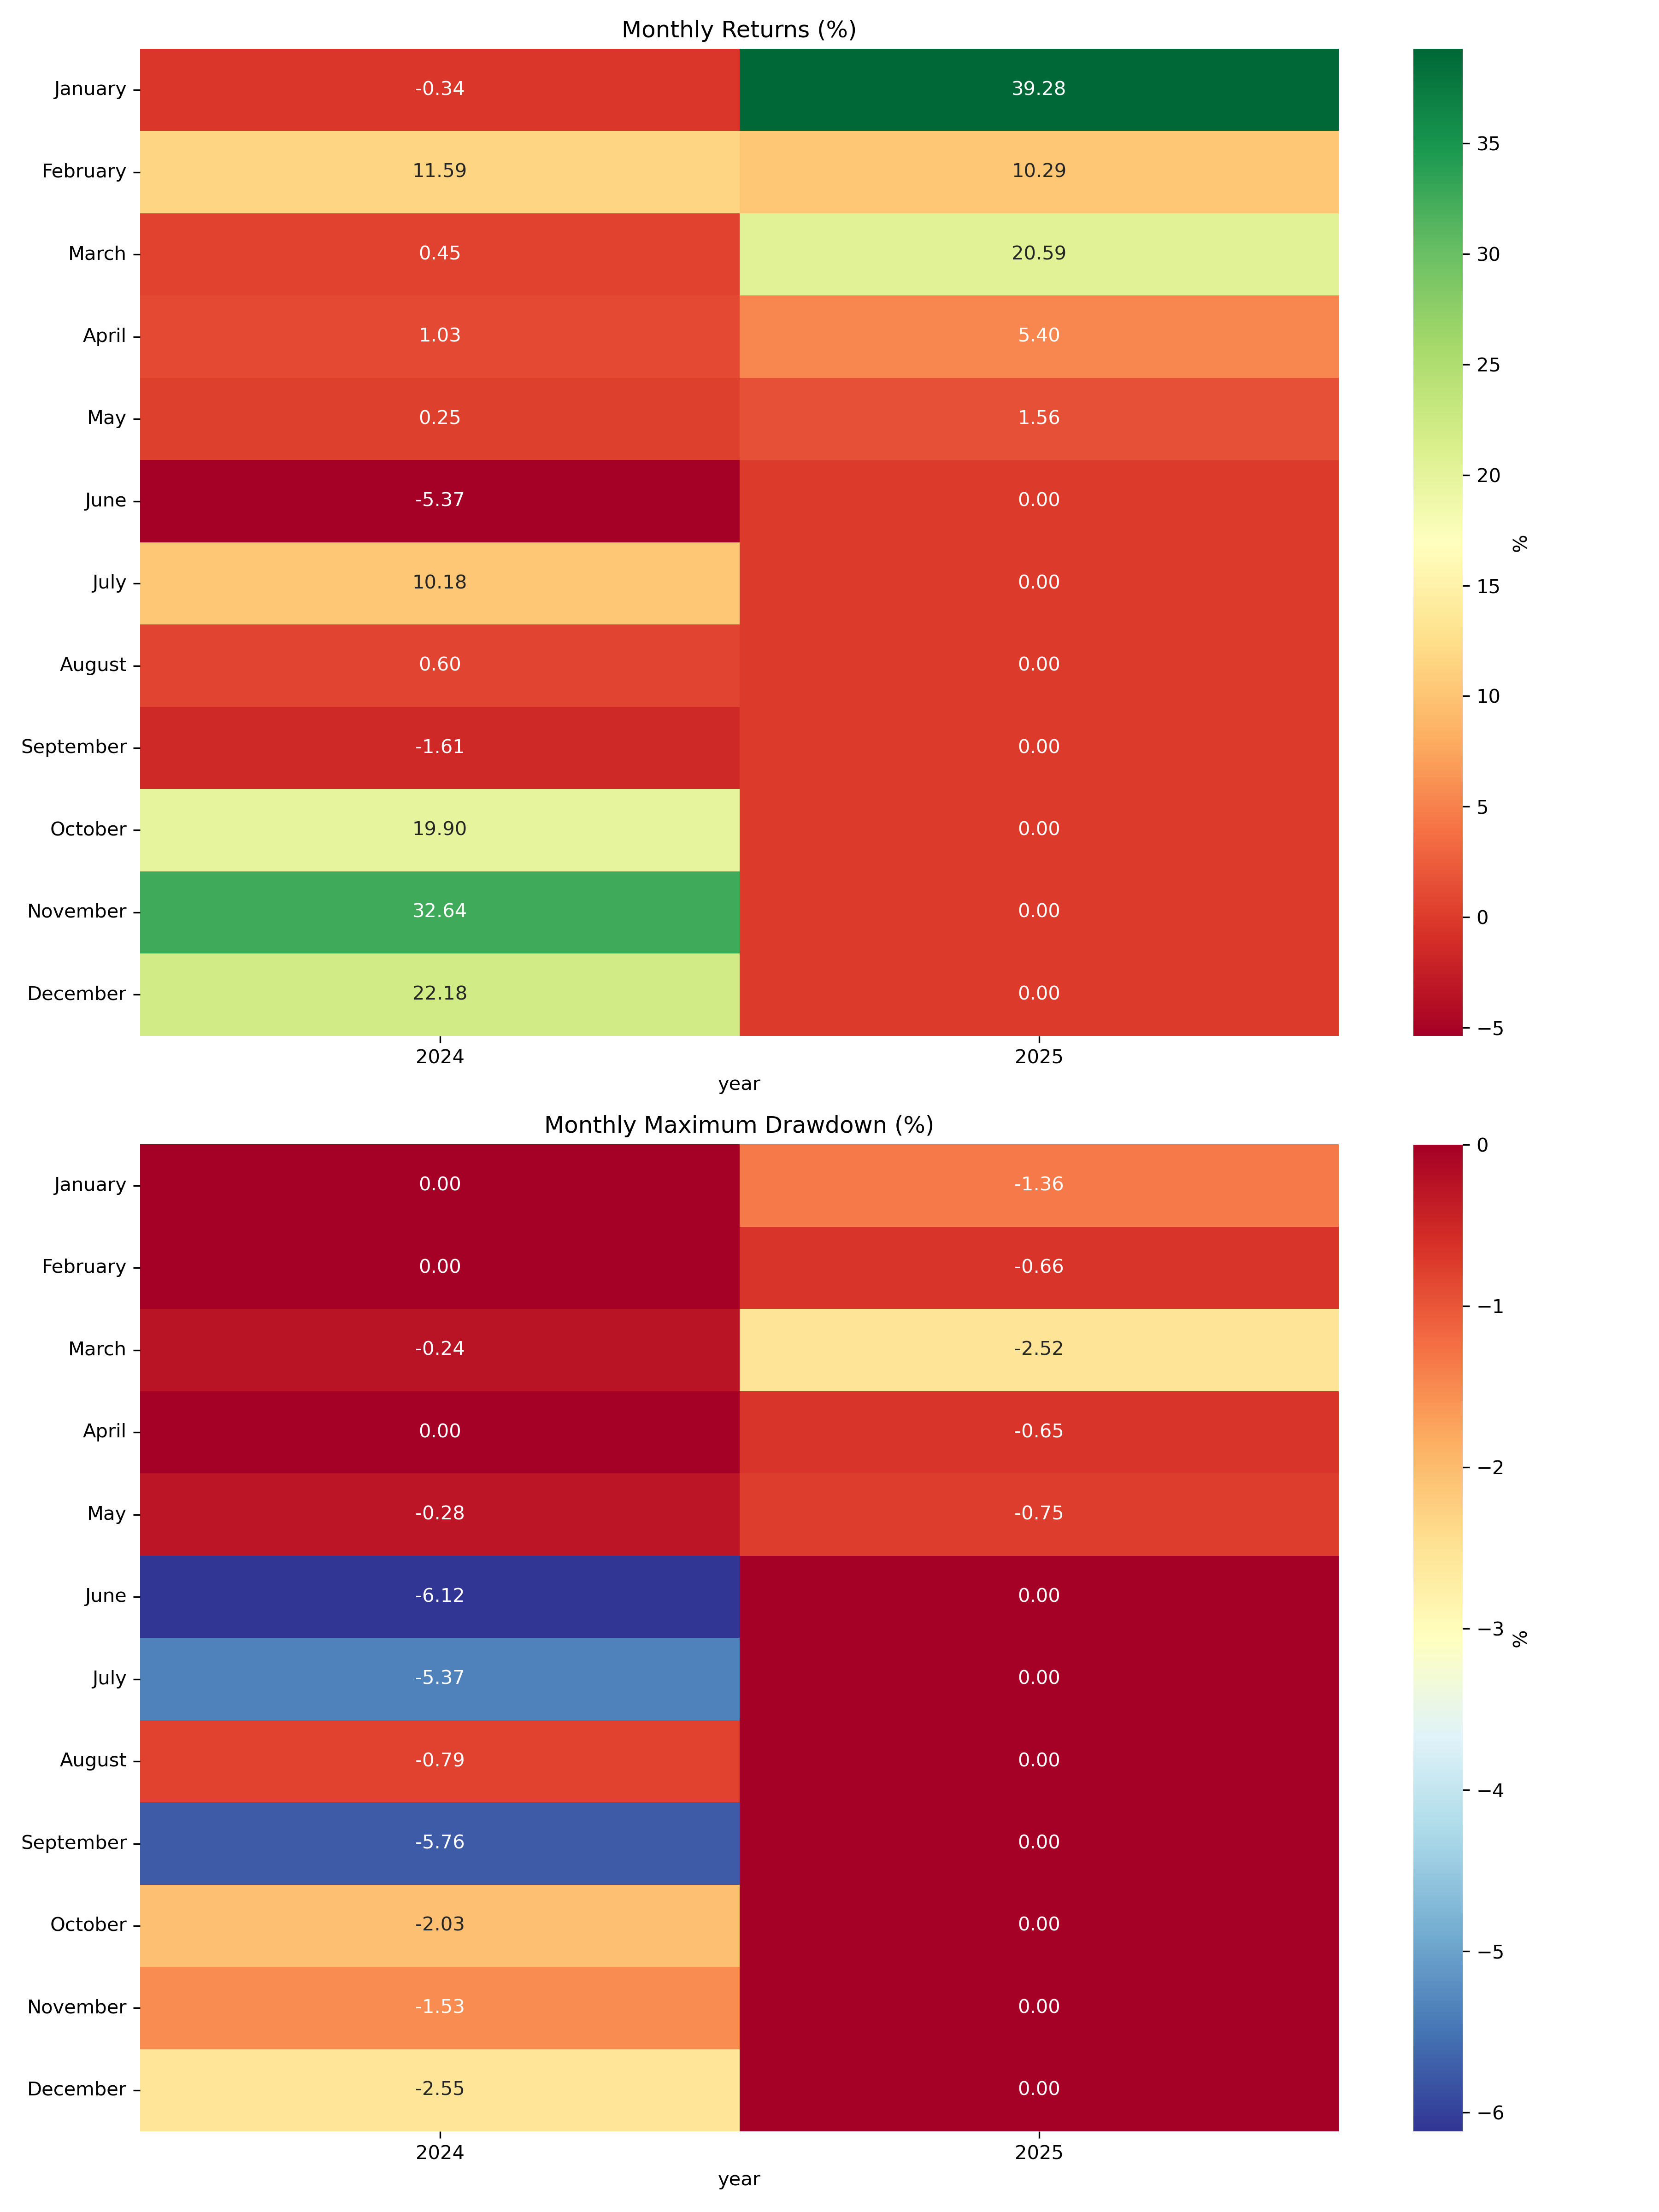 Monthly Returns (%)
January -0.34 39.28
35
February 11.59 10.29
March 0.45 20.59
30
April 1.03 5.40
25
May 0.25 1.56
20
June -5.37 0.00
%
July 10.18 0.00
15
August 0.60 0.00
10
September -1.61 0.00
5
October 19.90 0.00
November 32.64 0.00
0
December 22.18 0.00
−5
2024 2025
year
Monthly Maximum Drawdown (%)
0
January 0.00 -1.36
February 0.00 -0.66
−1
March -0.24 -2.52
April 0.00 -0.65
−2
May -0.28 -0.75
June -6.12 0.00
−3
%
July -5.37 0.00
August -0.79 0.00
−4
September -5.76 0.00
October -2.03 0.00
−5
November -1.53 0.00
December -2.55 0.00
−6
2024 2025
year